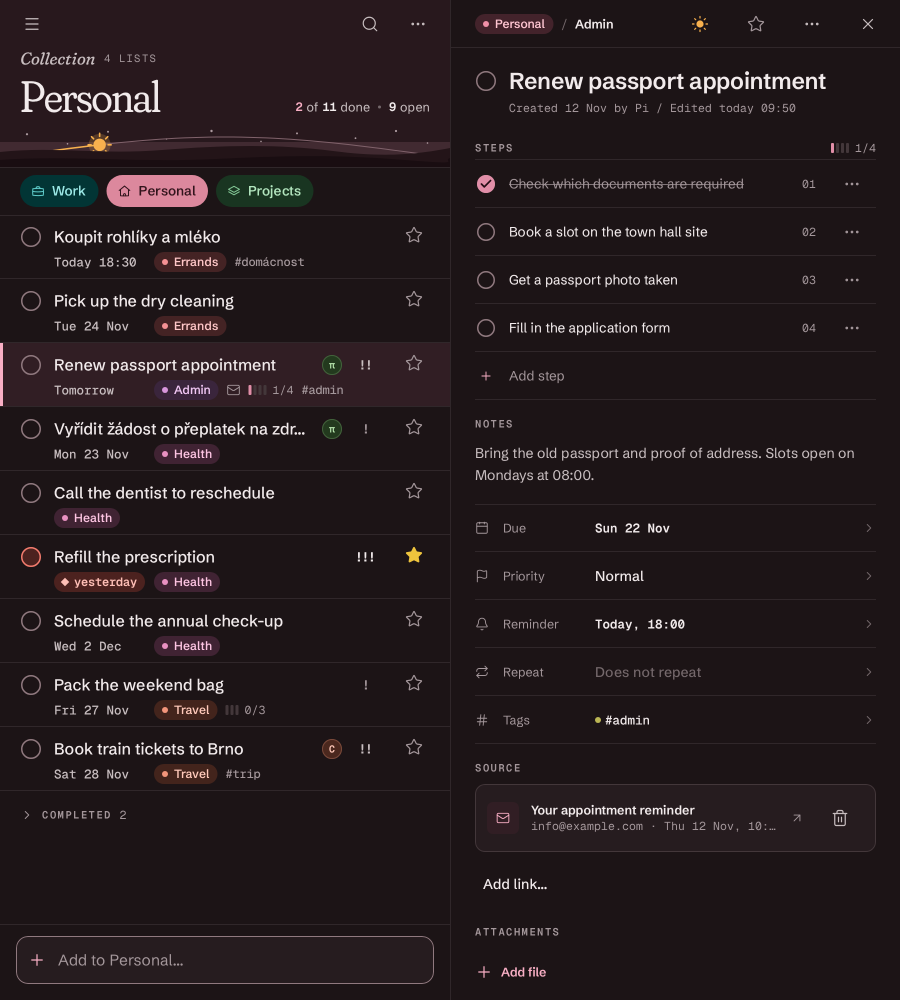 Collection 4 LISTS
Personal
2 of 11 done • 9 open
Work Personal Projects
Koupit rohlíky a mléko
Today 18:30 Errands #domácnost
Pick up the dry cleaning
Tue 24 Nov Errands
Renew passport appointment π !!
Tomorrow Admin 1/4 #admin
Vyřídit žádost o přeplatek na zdr… π !
Mon 23 Nov Health
Call the dentist to reschedule
Health
Refill the prescription !!!
yesterday Health
Schedule the annual check-up
Wed 2 Dec Health
Pack the weekend bag !
Fri 27 Nov Travel 0/3
Book train tickets to Brno C !!
Sat 28 Nov Travel #trip
COMPLETED 2
Add to Personal…
Personal / Admin
Renew passport appointment
Created 12 Nov by Pi / Edited today 09:50
STEPS 1/4
Check which documents are required 01
Book a slot on the town hall site 02
Get a passport photo taken 03
Fill in the application form 04
Add step
NOTES
Bring the old passport and proof of address. Slots open on
Mondays at 08:00.
Due Sun 22 Nov
Priority Normal
Reminder Today, 18:00
Repeat Does not repeat
Tags #admin
SOURCE
Your appointment reminder
info@example.com · Thu 12 Nov, 10:…
Add link…
ATTACHMENTS
Add file